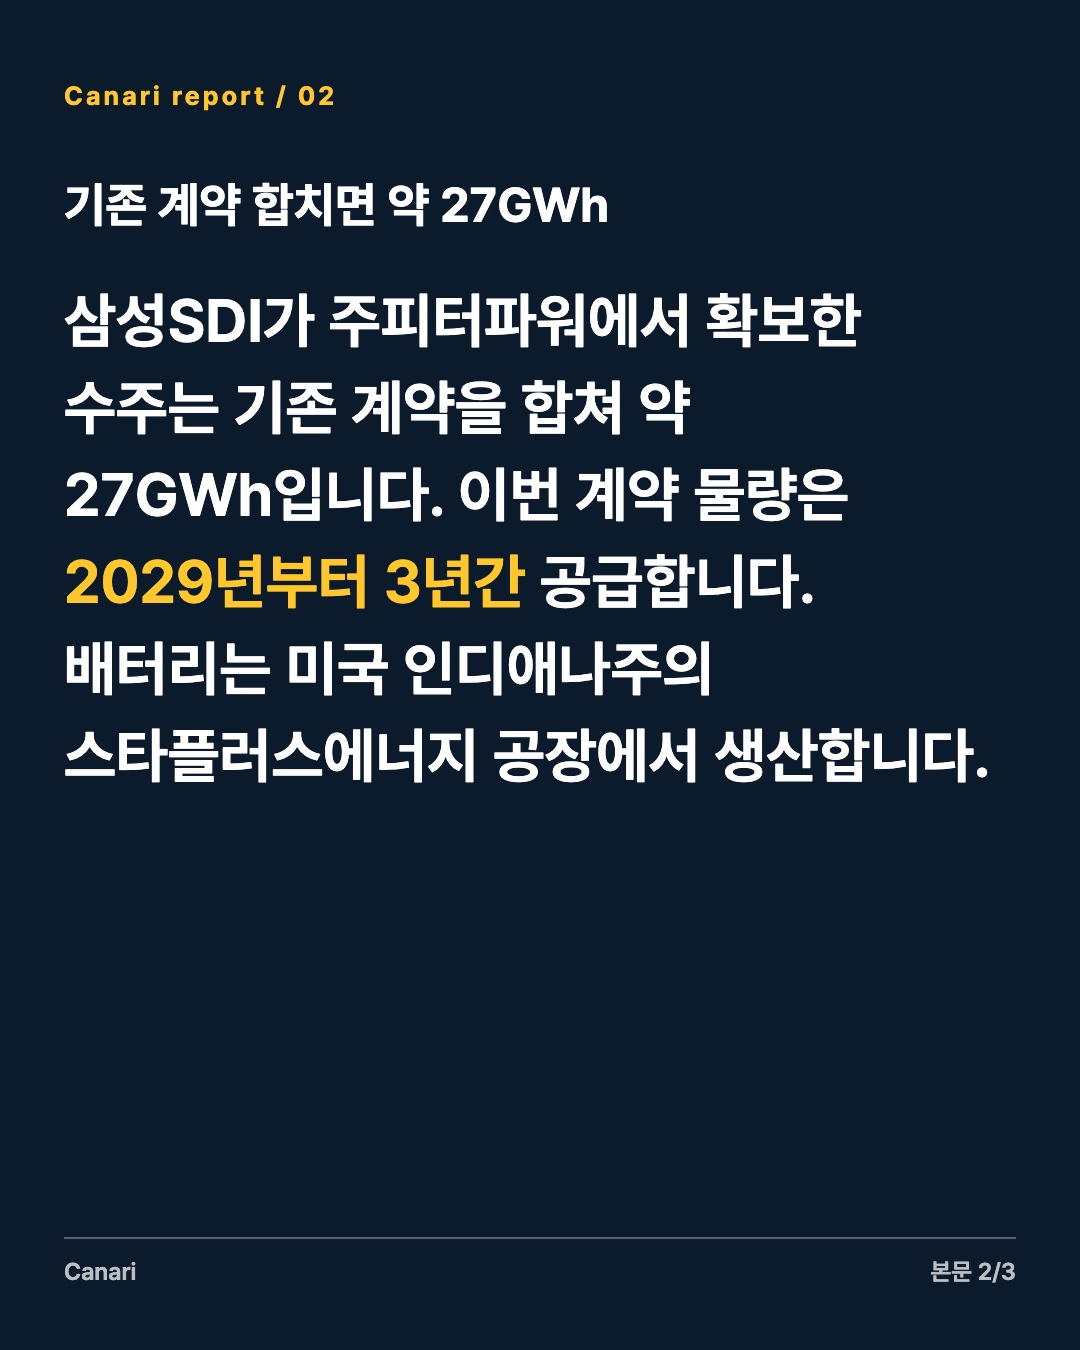 Canari report / 02
기존 계약 합치면 약 27GWh
삼성SDI가 주피터파워에서 확보한
수주는 기존 계약을 합쳐 약
27GWh입니다. 이번 계약 물량은
2029년부터 3년간 공급합니다.
배터리는 미국 인디애나주의
스타플러스에너지 공장에서 생산합니다.
Canari
본문 2/3